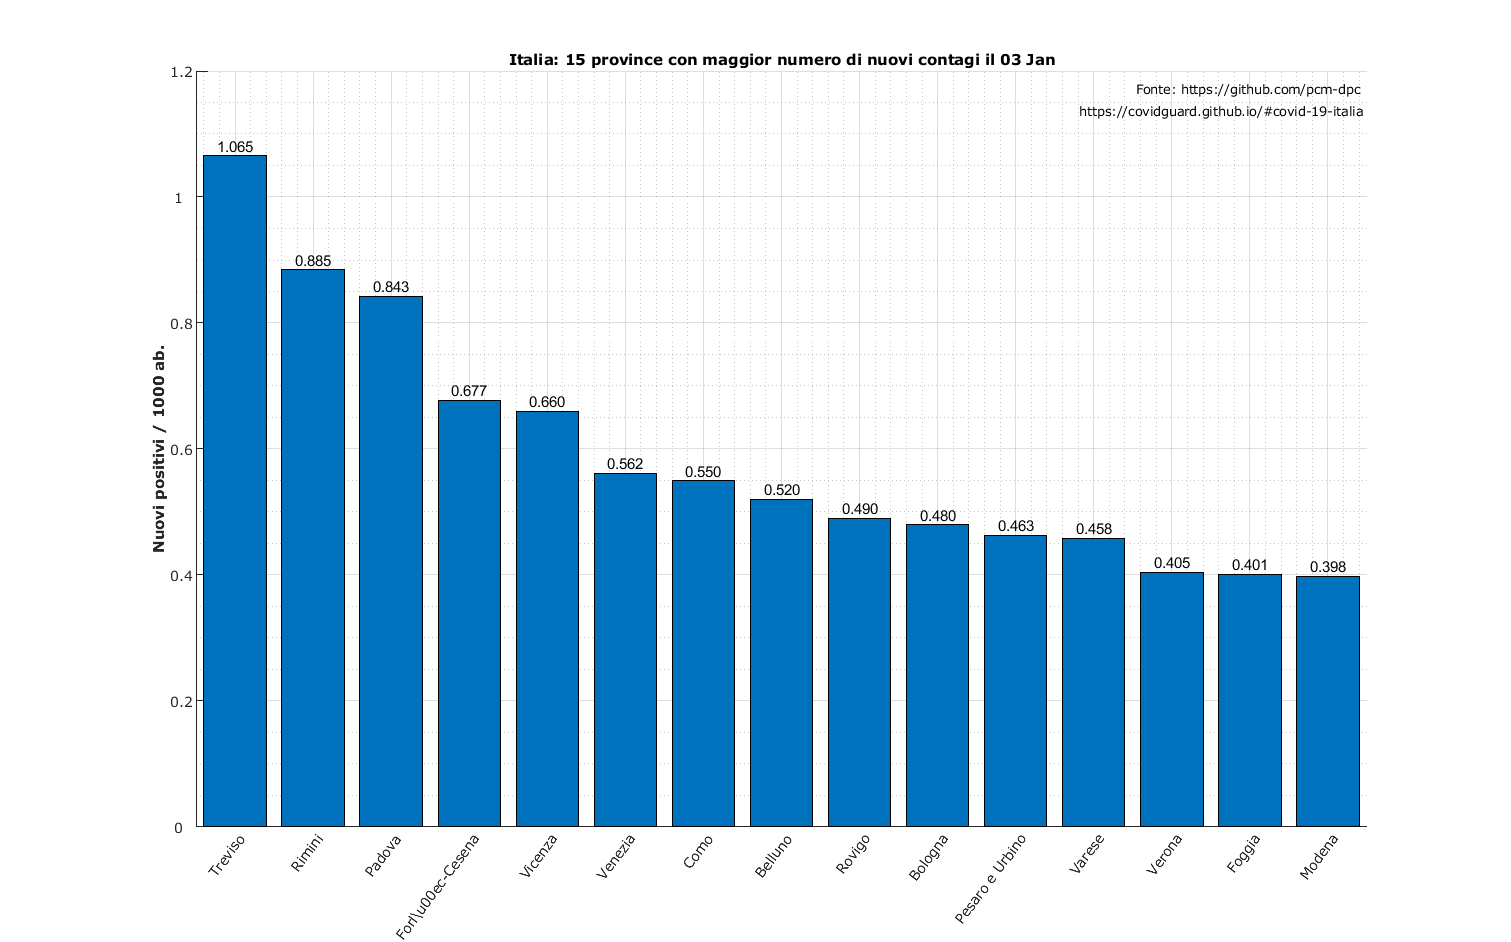 Italia: 15 province con maggior numero di nuovi contagi il 03 Jan
Fonte: https://github.com/pcm-dpc
https://covidguard.github.io/#covid-19-italia
Nuovi positivi / 1000 ab.
1.2
1
0.8
0.6
0.4
0.2
0
1.065
0.885
0.843
0.677
0.660
0.562
0.550
0.520
0.490
0.480
0.463
0.458
0.405
0.401
0.398
Treviso
Rimini
Padova
Forl\u00ec-Cesena
Vicenza
Venezia
Como
Belluno
Rovigo
Bologna
Pesaro e Urbino
Varese
Verona
Foggia
Modena